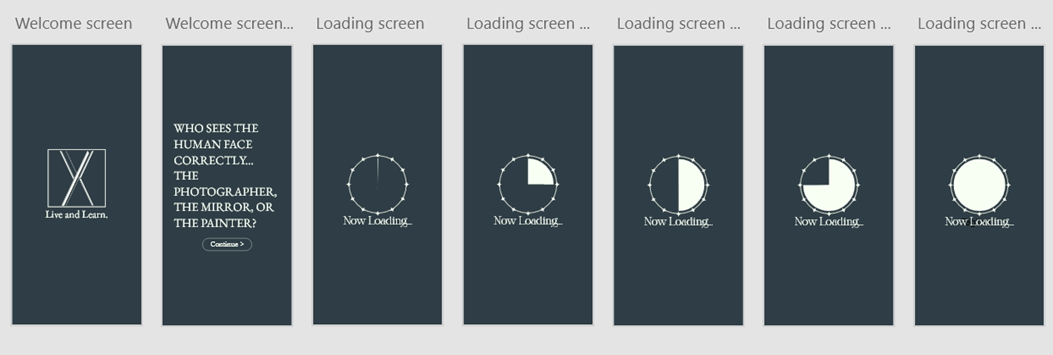 Welcome screen
Welcome screen...
Loading screen
Loading screen ...
Loading screen ...
Loading screen ...
Loading screen ...
X
Live and Learn.
WHO SEES THE
HUMAN FACE
CORRECTLY...
THE
PHOTOGRAPHER,
THE MIRROR, OR
THE PAINTER?
Continue >
Now Loading...
Now Loading...
Now Loading...
Now Loading...
Now Loading...